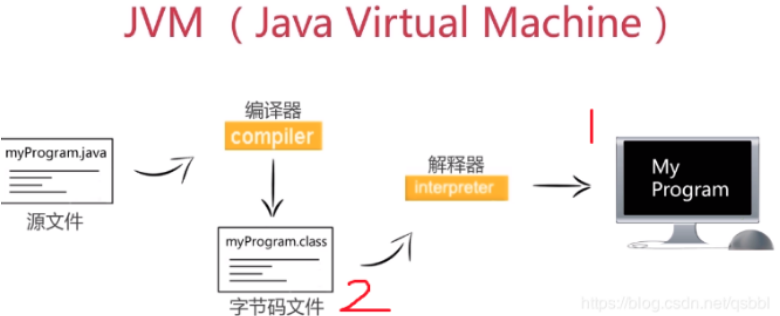 JVM （Java Virtual Machine）
编译器
compiler
myProgram.java
源文件
myProgram.class
字节码文件
2
解释器
interpreter
1
My
Program
https://blog.csdn.net/qsbbl